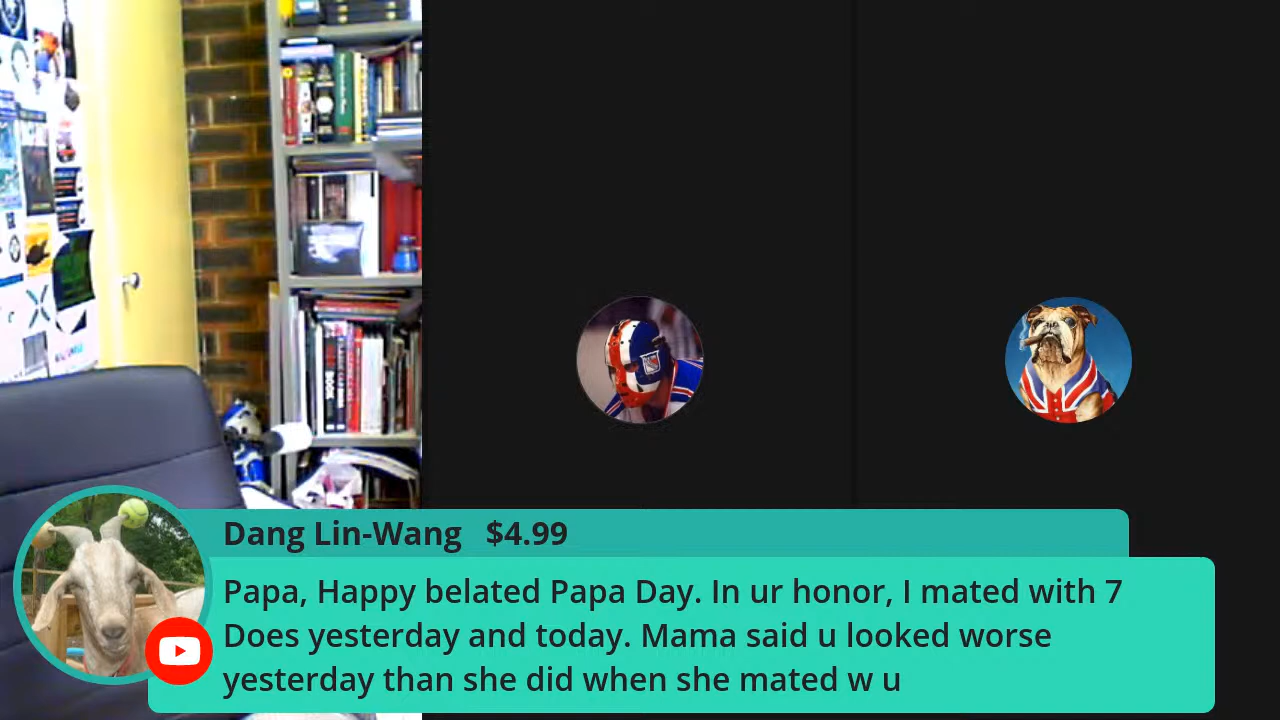 Dang Lin-Wang $4.99
Papa, Happy belated Papa Day. In ur honor, I mated with 7
Does yesterday and today. Mama said u looked worse
yesterday than she did when she mated w u